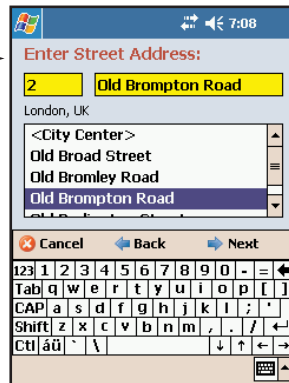 7:08
Enter Street Address:
2 Old Brompton Road
London, UK
<City Center>
Old Broad Street
Old Bromley Road
Old Brompton Road
Cancel Back Next
123 1 2 3 4 5 6 7 8 9 0 - =
Tab q w e r t y u i o p [ ]
CAP a s d f g h j k l ; '
Shift z x c v b n m , . / ↵
Ctl áü ` \ ↓ ↑ ← →